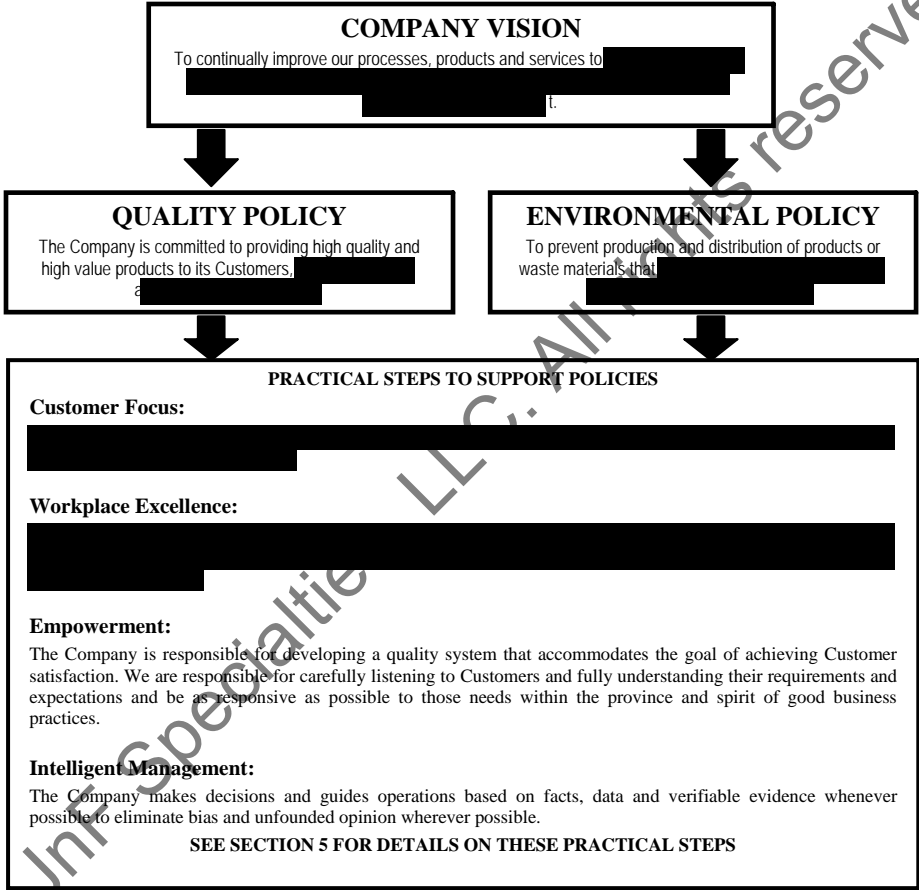 COMPANY VISION
To continually improve our processes, products and services to
t.
QUALITY POLICY
The Company is committed to providing high quality and
high value products to its Customers,
a
ENVIRONMENTAL POLICY
To prevent production and distribution of products or
waste materials that
PRACTICAL STEPS TO SUPPORT POLICIES
Customer Focus:
Workplace Excellence:
Empowerment:
The Company is responsible for developing a quality system that accommodates the goal of achieving Customer
satisfaction. We are responsible for carefully listening to Customers and fully understanding their requirements and
expectations and be as responsive as possible to those needs within the province and spirit of good business
practices.
Intelligent Management:
The Company makes decisions and guides operations based on facts, data and verifiable evidence whenever
possible to eliminate bias and unfounded opinion wherever possible.
SEE SECTION 5 FOR DETAILS ON THESE PRACTICAL STEPS
JnF Specialties LLC. All rights reserve